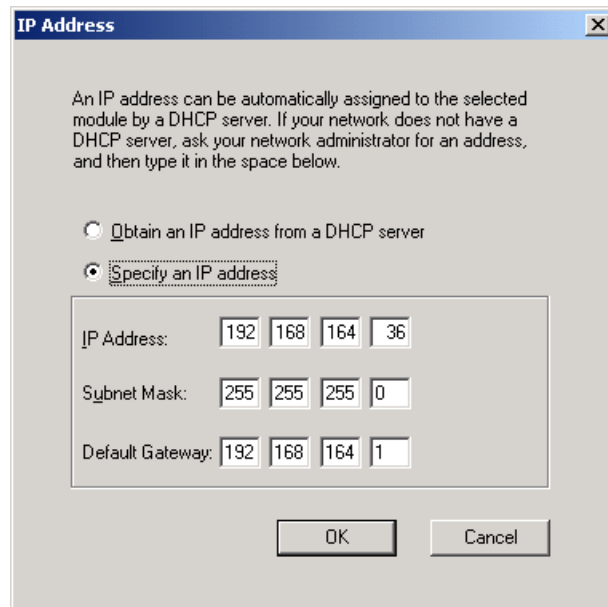 IP Address
An IP address can be automatically assigned to the selected
module by a DHCP server. If your network does not have a
DHCP server, ask your network administrator for an address,
and then type it in the space below.
Obtain an IP address from a DHCP server
Specify an IP address
IP Address: 192 168 164 36
Subnet Mask: 255 255 255 0
Default Gateway: 192 168 164 1
OK Cancel